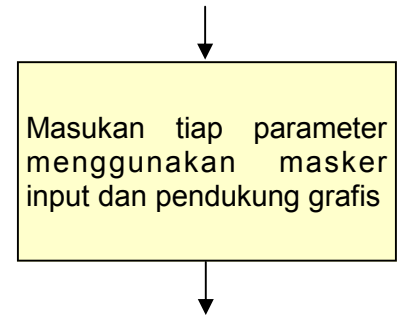 Masukan tiap parameter
menggunakan masker
input dan pendukung grafis